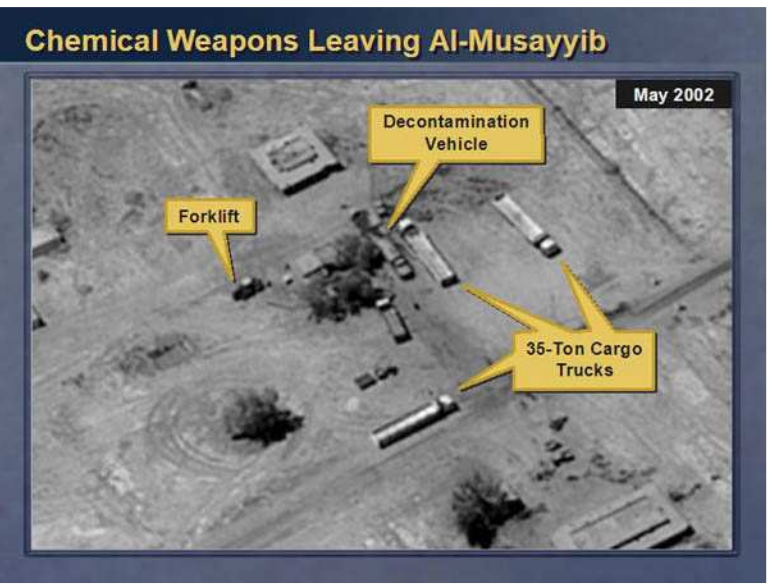 Chemical Weapons Leaving Al-Musayyib
May 2002
Decontamination
Vehicle
Forklift
35-Ton Cargo
Trucks